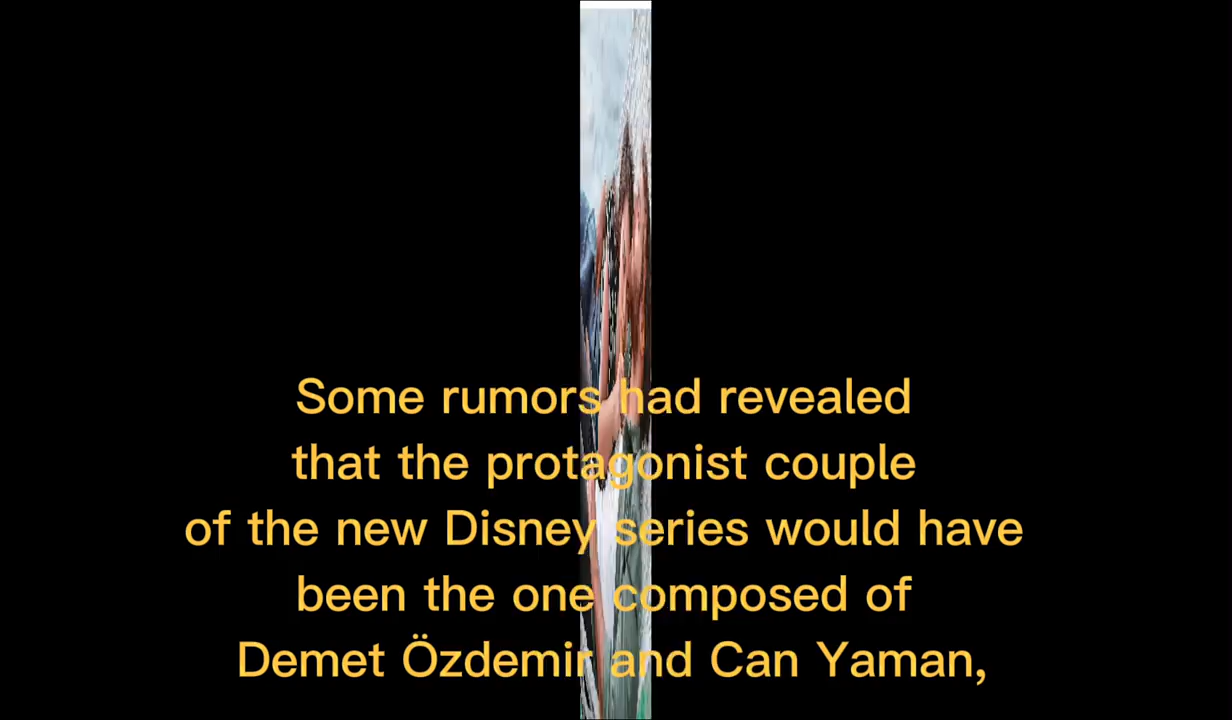 Some rumors had revealed
that the protagonist couple
of the new Disney series would have
been the one composed of
Demet Özdemir and Can Yaman,